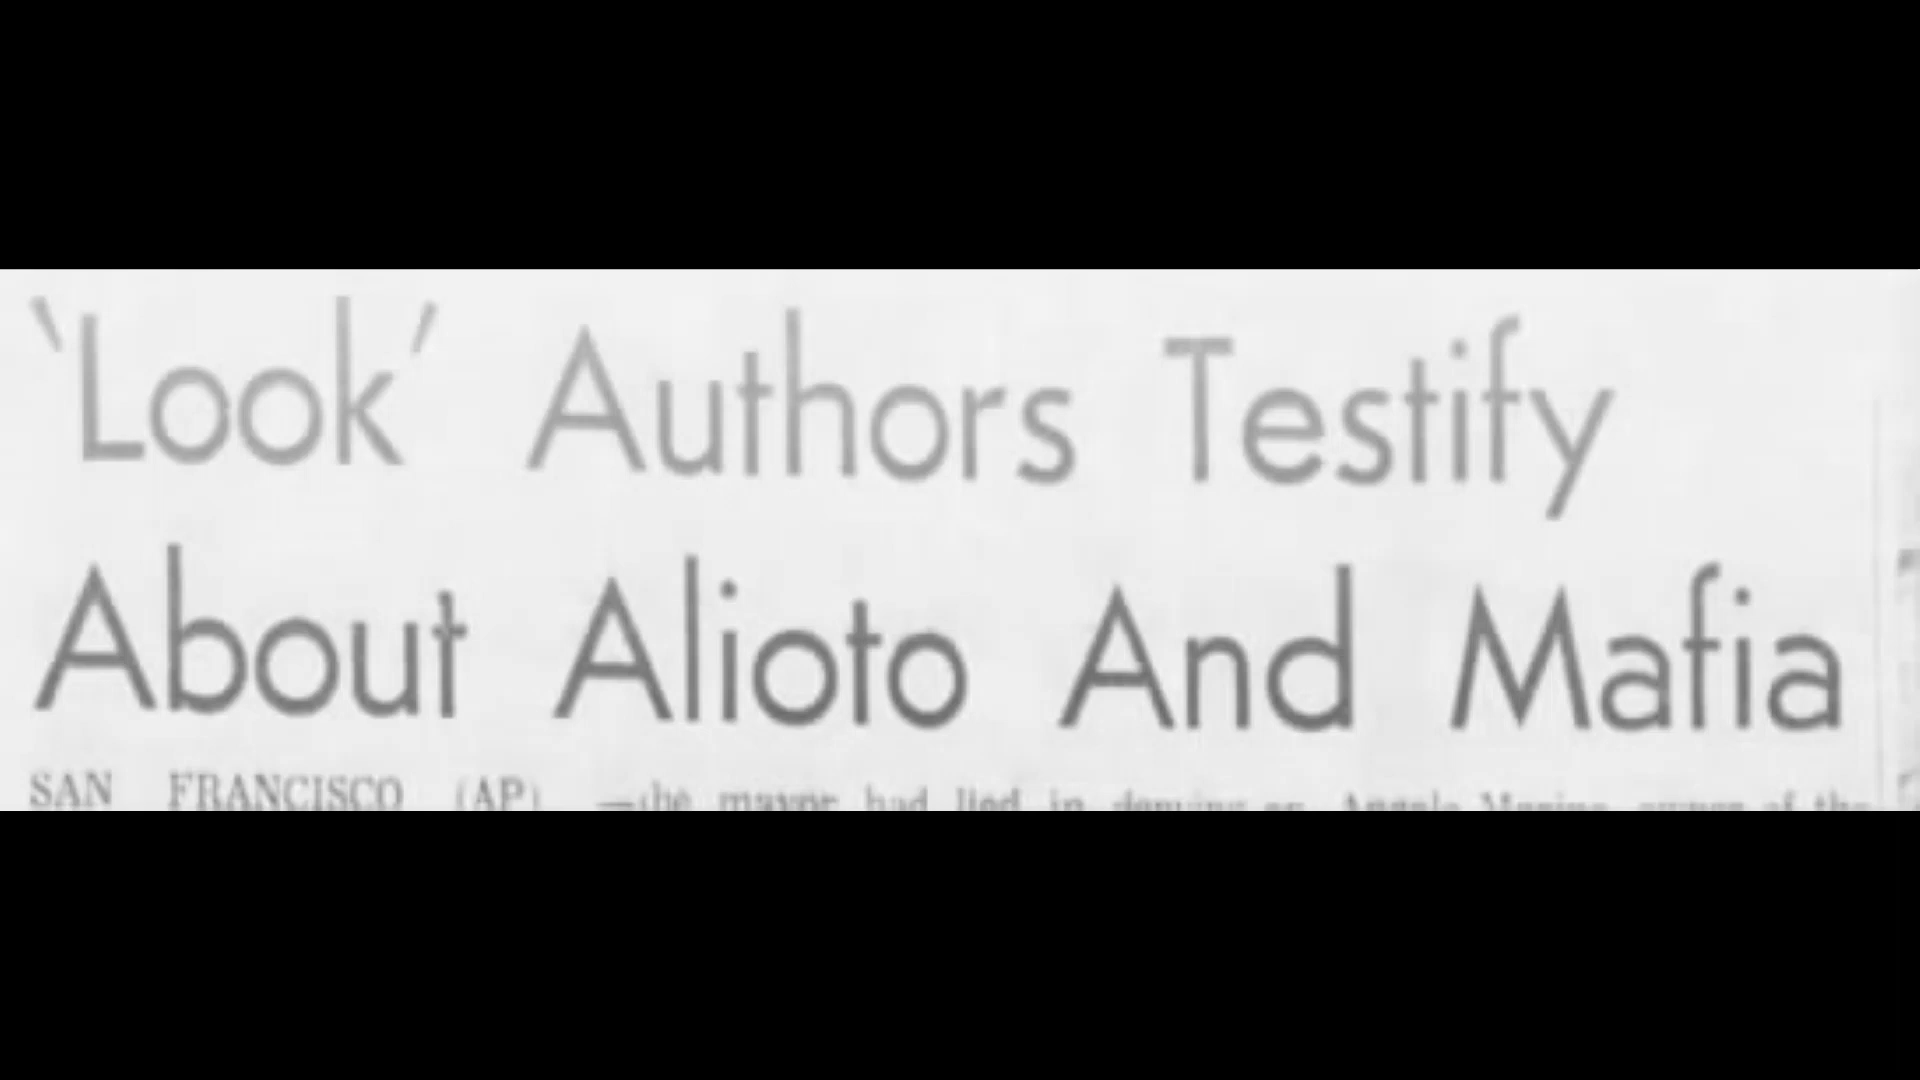 ‘Look’ Authors Testify
About Alioto And Mafia
SAN FRANCISCO (AP) —the mayor had lied in denying on Angelo Marino, owner of the